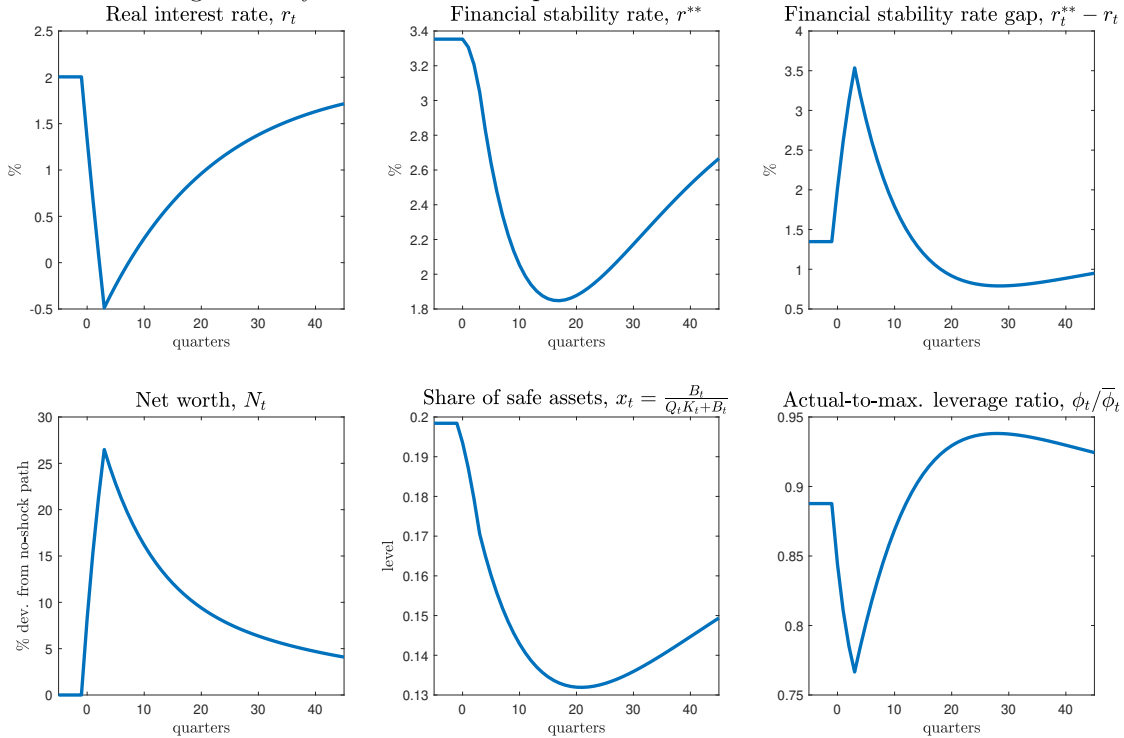 Real interest rate, r_t
%
2.5
2
1.5
1
0.5
0
-0.5
0 10 20 30 40
quarters
Financial stability rate, r**
%
3.4
3.2
3
2.8
2.6
2.4
2.2
2
1.8
0 10 20 30 40
quarters
Financial stability rate gap, r_t** − r_t
%
4
3.5
3
2.5
2
1.5
1
0.5
0 10 20 30 40
quarters
Net worth, N_t
% dev. from no-shock path
30
25
20
15
10
5
0
0 10 20 30 40
quarters
Share of safe assets, x_t = B_t / (Q_t K_t + B_t)
level
0.2
0.19
0.18
0.17
0.16
0.15
0.14
0.13
0 10 20 30 40
quarters
Actual-to-max. leverage ratio, φ_t/φ̅_t
0.95
0.9
0.85
0.8
0.75
0 10 20 30 40
quarters